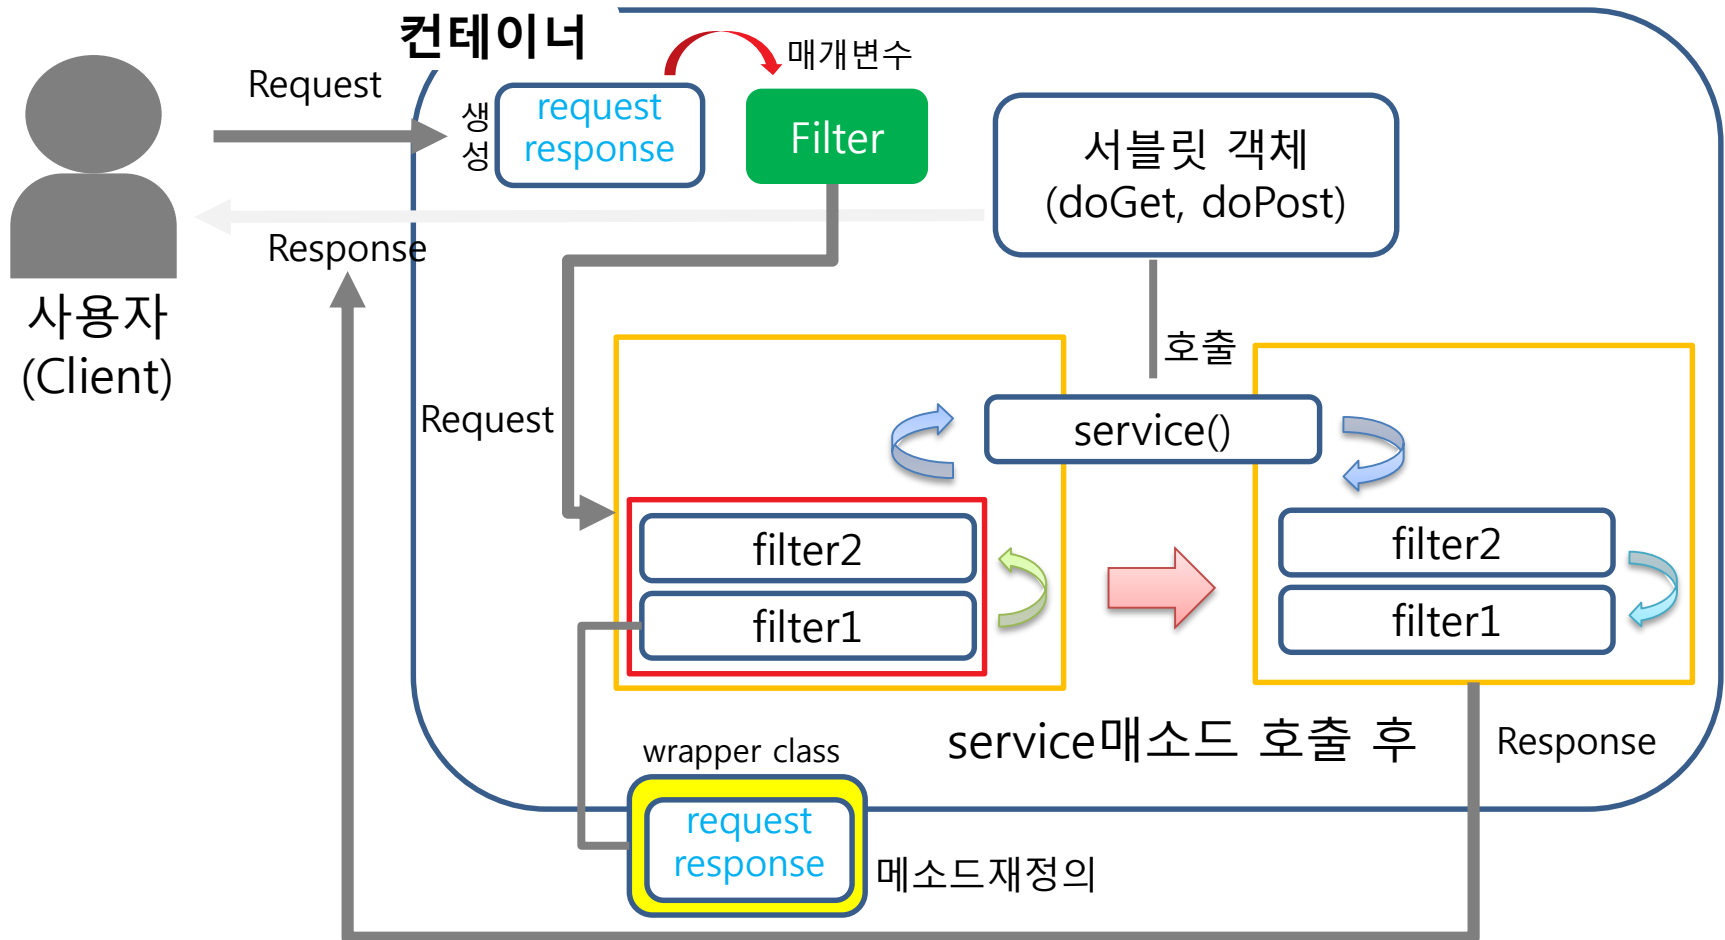 컨테이너
Request
생
성
request
response
매개변수
Filter
서블릿 객체
(doGet, doPost)
Response
사용자
(Client)
호출
Request
service()
filter2
filter1
filter2
filter1
service매소드 호출 후
Response
wrapper class
request
response
메소드재정의